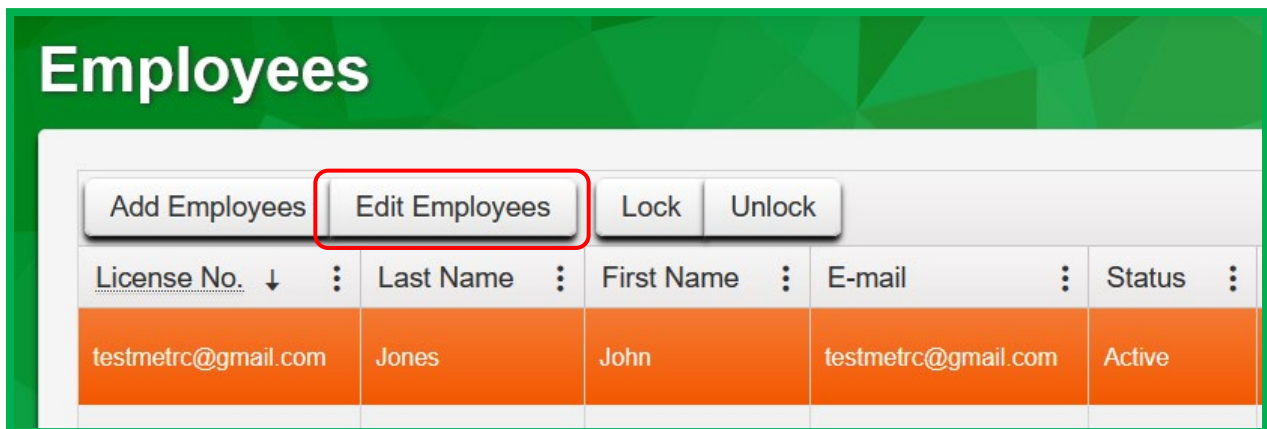 Employees
Add Employees Edit Employees Lock Unlock
License No. ↓ Last Name First Name E-mail Status
testmetrc@gmail.com Jones John testmetrc@gmail.com Active